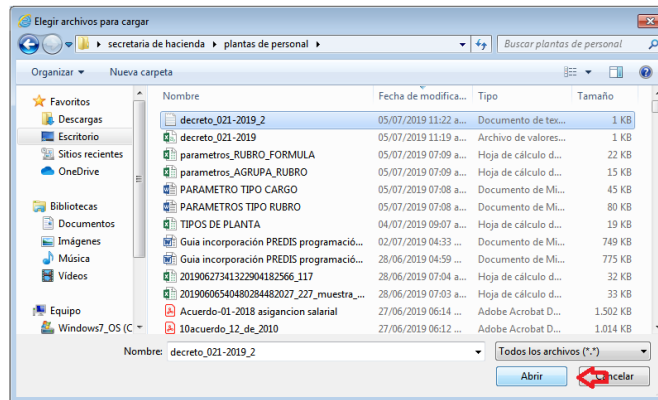 Elegir archivos para cargar
secretaria de hacienda plantas de personal
Buscar plantas de personal
Organizar Nueva carpeta
Nombre Fecha de modifica... Tipo Tamaño
Favoritos
Descargas
Escritorio
Sitios recientes
OneDrive
Bibliotecas
Documentos
Imágenes
Música
Vídeos
Equipo
Windows7_OS (C
decreto_021-2019_2 05/07/2019 11:22 a... Documento de tex... 1 KB
decreto_021-2019 05/07/2019 11:19 a... Archivo de valores... 1 KB
parametros_RUBRO_FORMULA 05/07/2019 07:09 a... Hoja de cálculo d... 22 KB
parametros_AGRUPA_RUBRO 05/07/2019 07:09 a... Hoja de cálculo d... 15 KB
PARAMETRO TIPO CARGO 05/07/2019 07:08 a... Documento de Mi... 45 KB
PARAMETROS TIPO RUBRO 05/07/2019 07:08 a... Documento de Mi... 80 KB
TIPOS DE PLANTA 04/07/2019 09:07 a... Hoja de cálculo d... 19 KB
Guia incorporación PREDIS programació... 02/07/2019 04:33 ... Documento de Mi... 749 KB
Guia incorporación PREDIS programació... 28/06/2019 04:59 ... Documento de Mi... 775 KB
20190627341322904182566_117 28/06/2019 07:04 a... Hoja de cálculo d... 32 KB
20190606540480284482027_227_muestra_... 28/06/2019 07:03 a... Hoja de cálculo d... 33 KB
Acuerdo-01-2018 asigancion salarial 27/06/2019 06:14 ... Adobe Acrobat D... 1.502 KB
10acuerdo_12_de_2010 27/06/2019 06:12 ... Adobe Acrobat D... 1.014 KB
Nombre: decreto_021-2019_2 Todos los archivos (*.*)
Abrir Cancelar